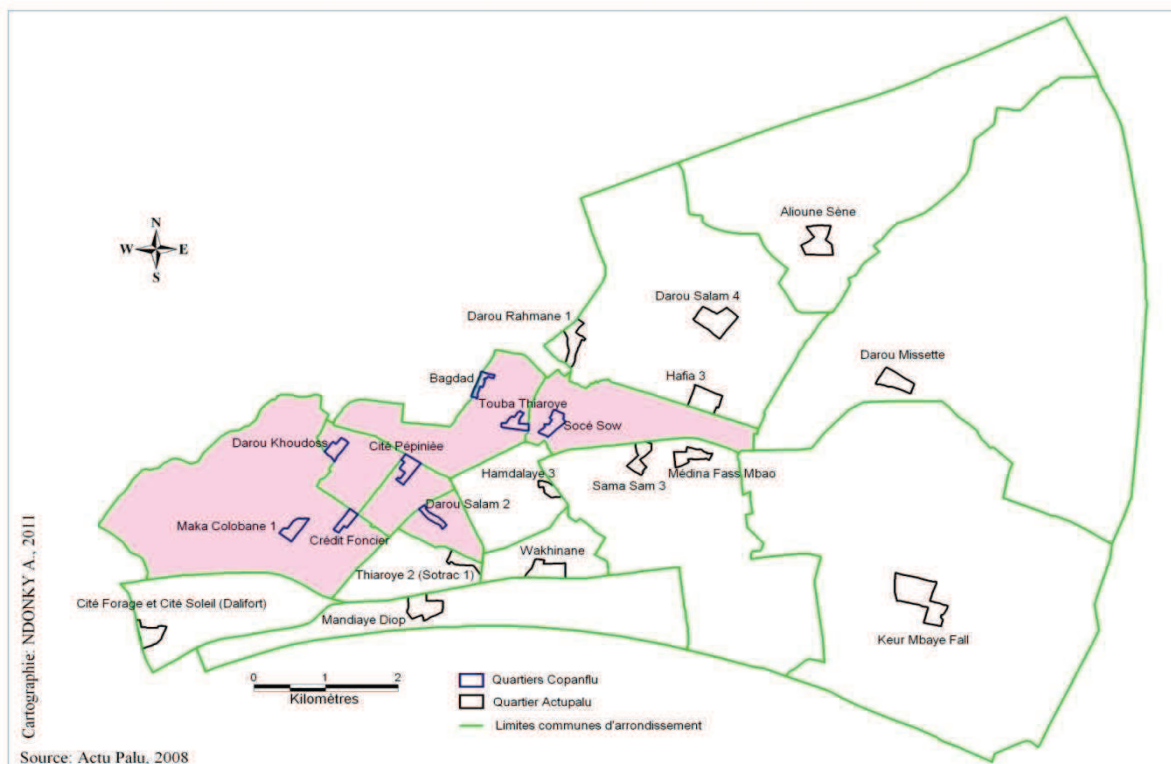 N
W E
S
Alioune Sène
Darou Salam 4
Darou Rahmane 1
Darou Missette
Hafia 3
Bagdad
Touba Thiaroye
Socé Sow
Darou Khoudoss
Cité Pépinièe
Hamdalaye 3
Sama Sam 3
Médina Fass Mbao
Darou Salam 2
Maka Colobane 1
Crédit Foncier
Wakhinane
Thiaroye 2 (Sotrac 1)
Cité Forage et Cité Soleil (Dalifort)
Mandiaye Diop
Keur Mbaye Fall
0 1 2
Kilomètres
Quartiers Copanflu
Quartier Actupalu
Limites communes d'arrondissement
Cartographie: NDONKY A., 2011
Source: Actu Palu, 2008